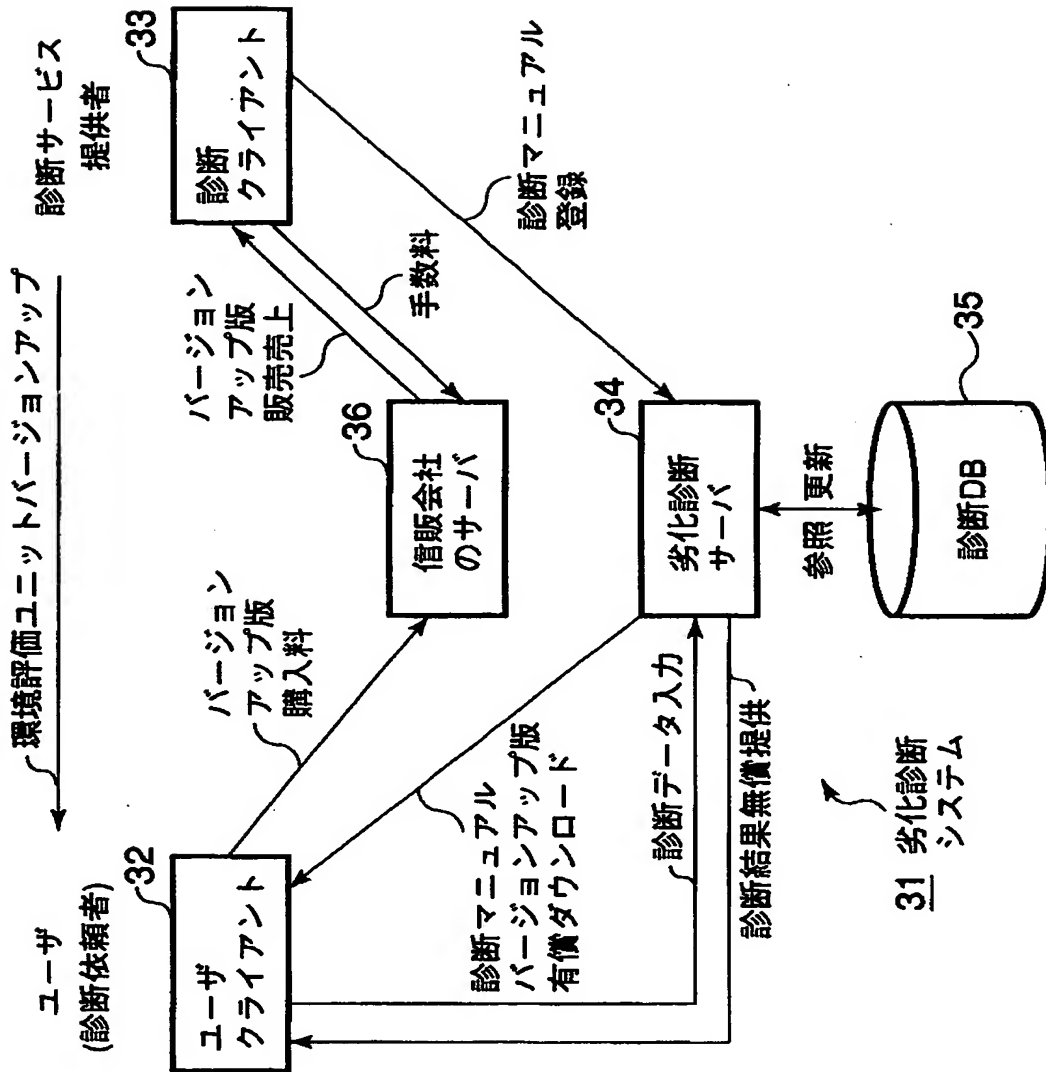 ユーザ
(診断依頼者)
環境評価ユニットバージョンアップ
診断サービス
提供者
32
ユーザ
クライアント
33
診断
クライアント
バージョン
アップ版
購入料
バージョン
アップ版
販売売上
手数料
36
信販会社
のサーバ
診断マニュアル
登録
診断マニュアル
バージョンアップ版
有償ダウンロード
34
劣化診断
サーバ
診断データ入力
診断結果無償提供
参照 更新
35
診断DB
31 劣化診断
システム